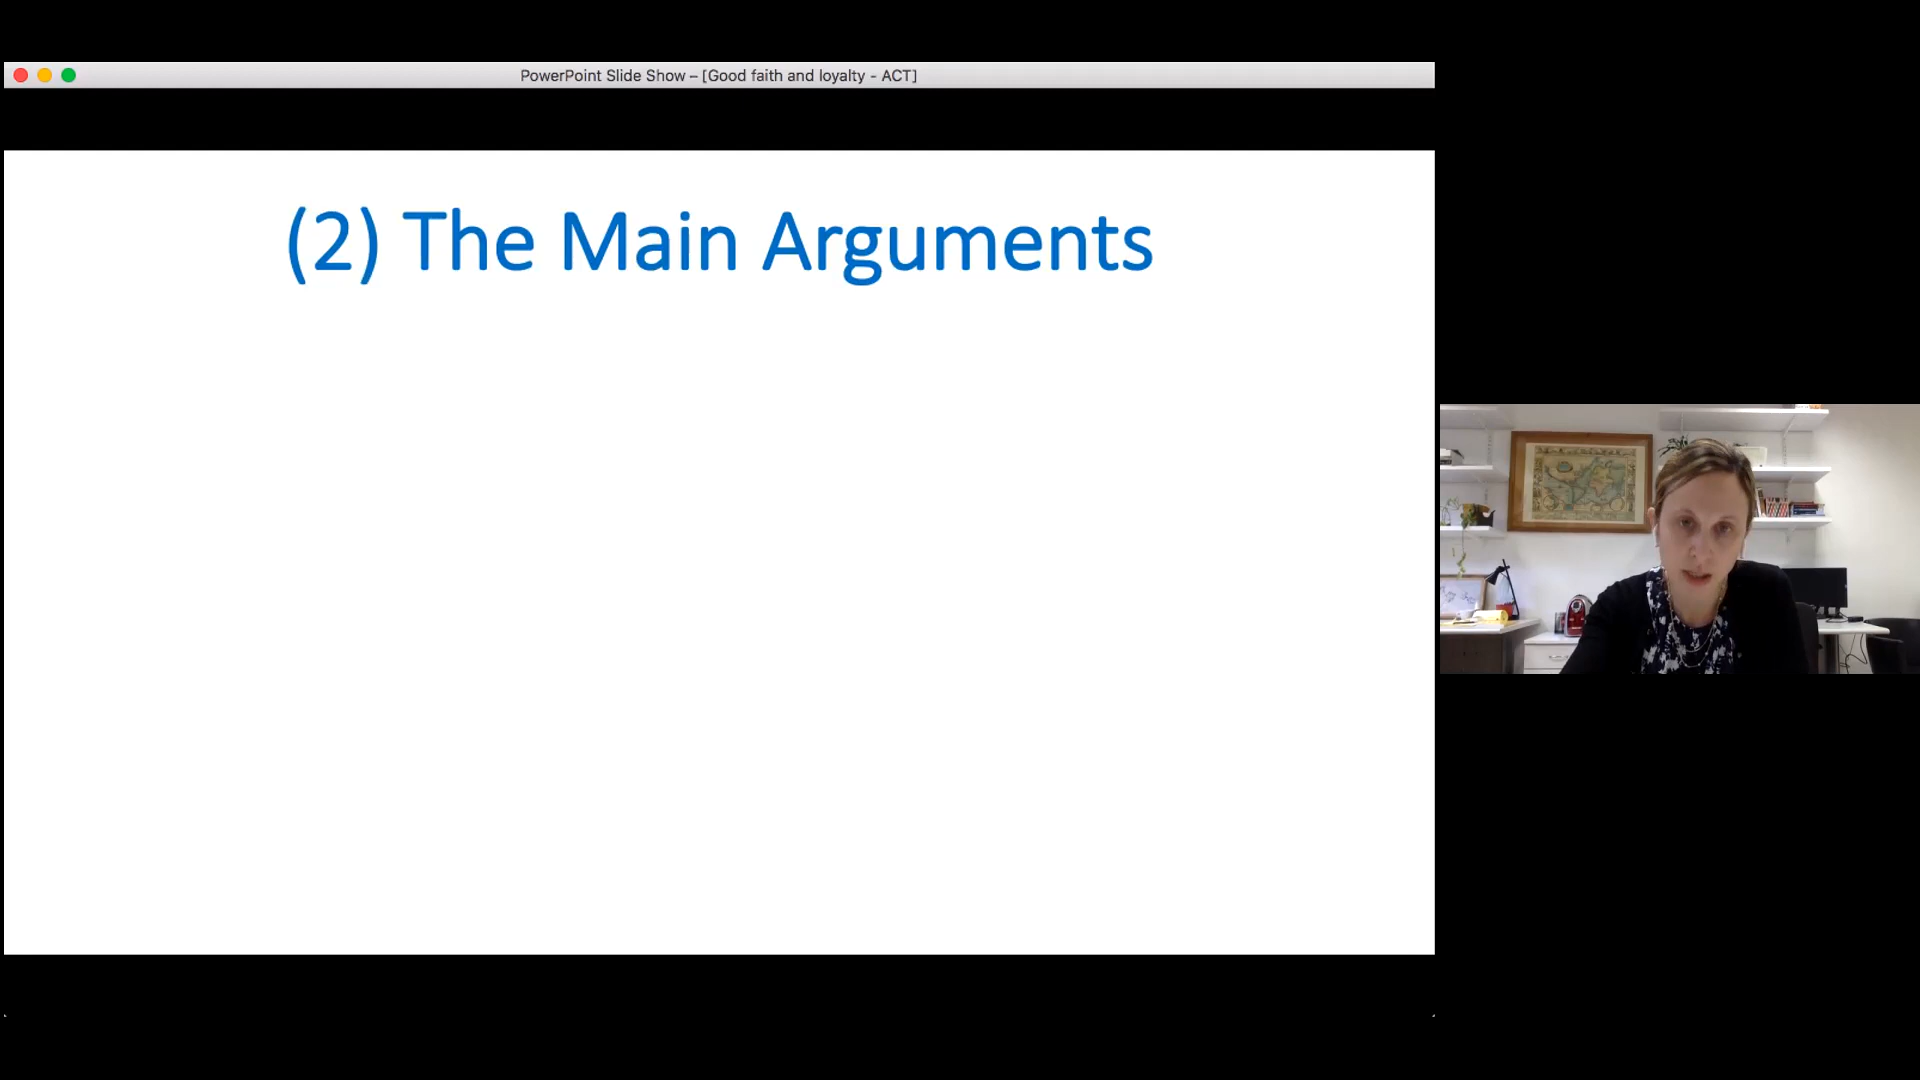 PowerPoint Slide Show – [Good faith and loyalty - ACT]
(2) The Main Arguments